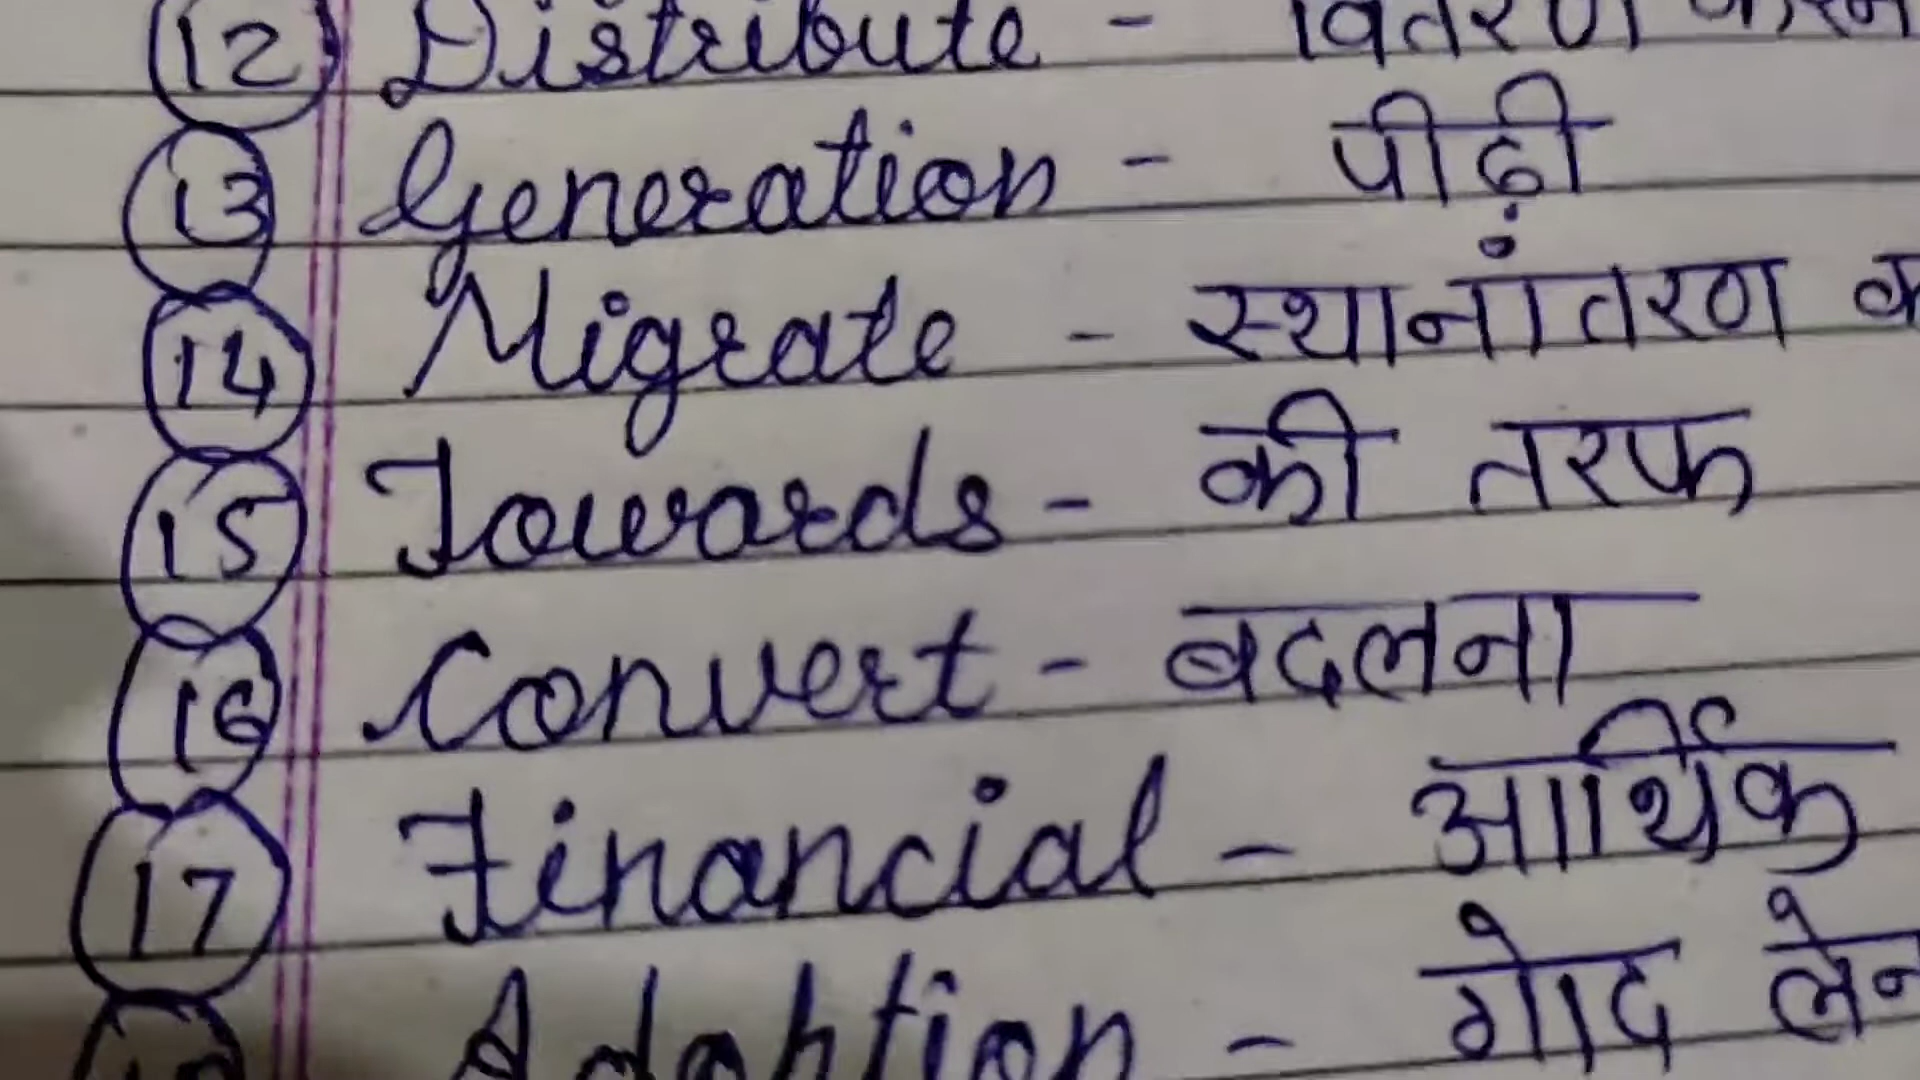 12 Distribute - वितरण
13 Generation - पीढ़ी
14 Migrate - स्थानांतरण
15 Towards - की तरफ
16 Convert - बदलना
17 Financial - आर्थिक
Adoption - गोद